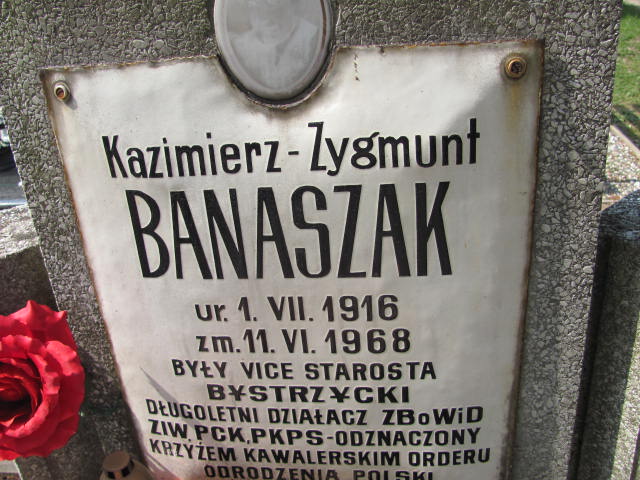 Kazimierz-Zygmunt
BANASZAK
ur. 1. VII. 1916
zm. 11. VI. 1968
BYŁY VICE STAROSTA
BYSTRZYCKI
DŁUGOLETNI DZIAŁACZ ZBoWiD
ZIW, PCK, PKPS-ODZNACZONY
KRZYŻEM KAWALERSKIM ORDERU
ODRODZENIA POLSKI